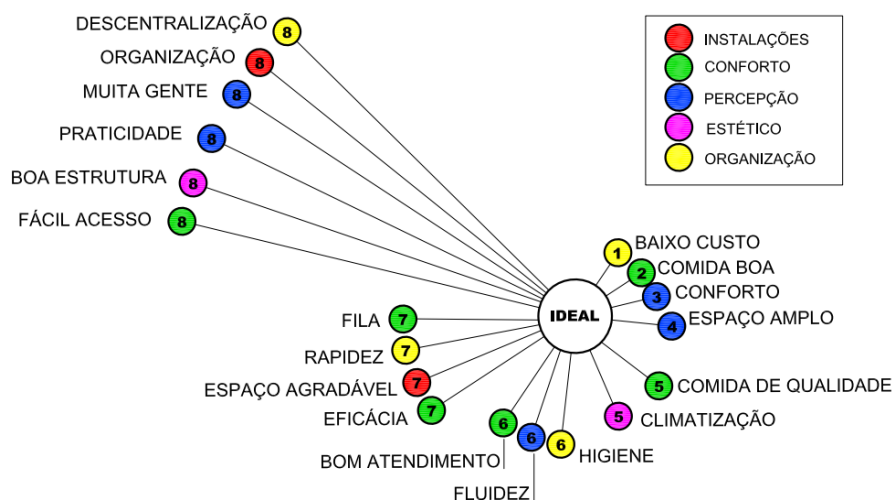 DESCENTRALIZAÇÃO 8
ORGANIZAÇÃO 8
MUITA GENTE 8
PRATICIDADE 8
BOA ESTRUTURA 8
FÁCIL ACESSO 8
INSTALAÇÕES
CONFORTO
PERCEPÇÃO
ESTÉTICO
ORGANIZAÇÃO
1 BAIXO CUSTO
2 COMIDA BOA
3 CONFORTO
4 ESPAÇO AMPLO
IDEAL
FILA 7
RAPIDEZ 7
ESPAÇO AGRADÁVEL 7
EFICÁCIA 7
5 COMIDA DE QUALIDADE
5 CLIMATIZAÇÃO
6 BOM ATENDIMENTO
6 FLUIDEZ
6 HIGIENE